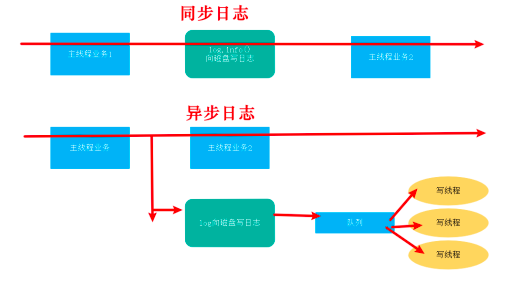 同步日志
主线程业务1
log.info()
向磁盘写日志
主线程业务2
异步日志
主线程业务
主线程业务2
log向磁盘写日志
队列
写线程
写线程
写线程